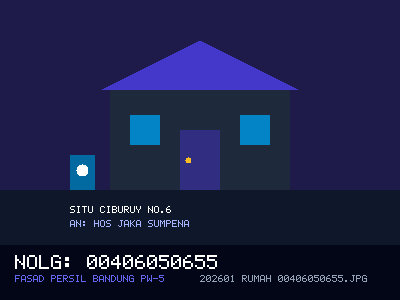 SITU CIBURUY NO.6
AN: HOS JAKA SUMPENA
NOLG: 00406050655
FASAD PERSIL BANDUNG PW-5 202601 RUMAH 00406050655.JPG